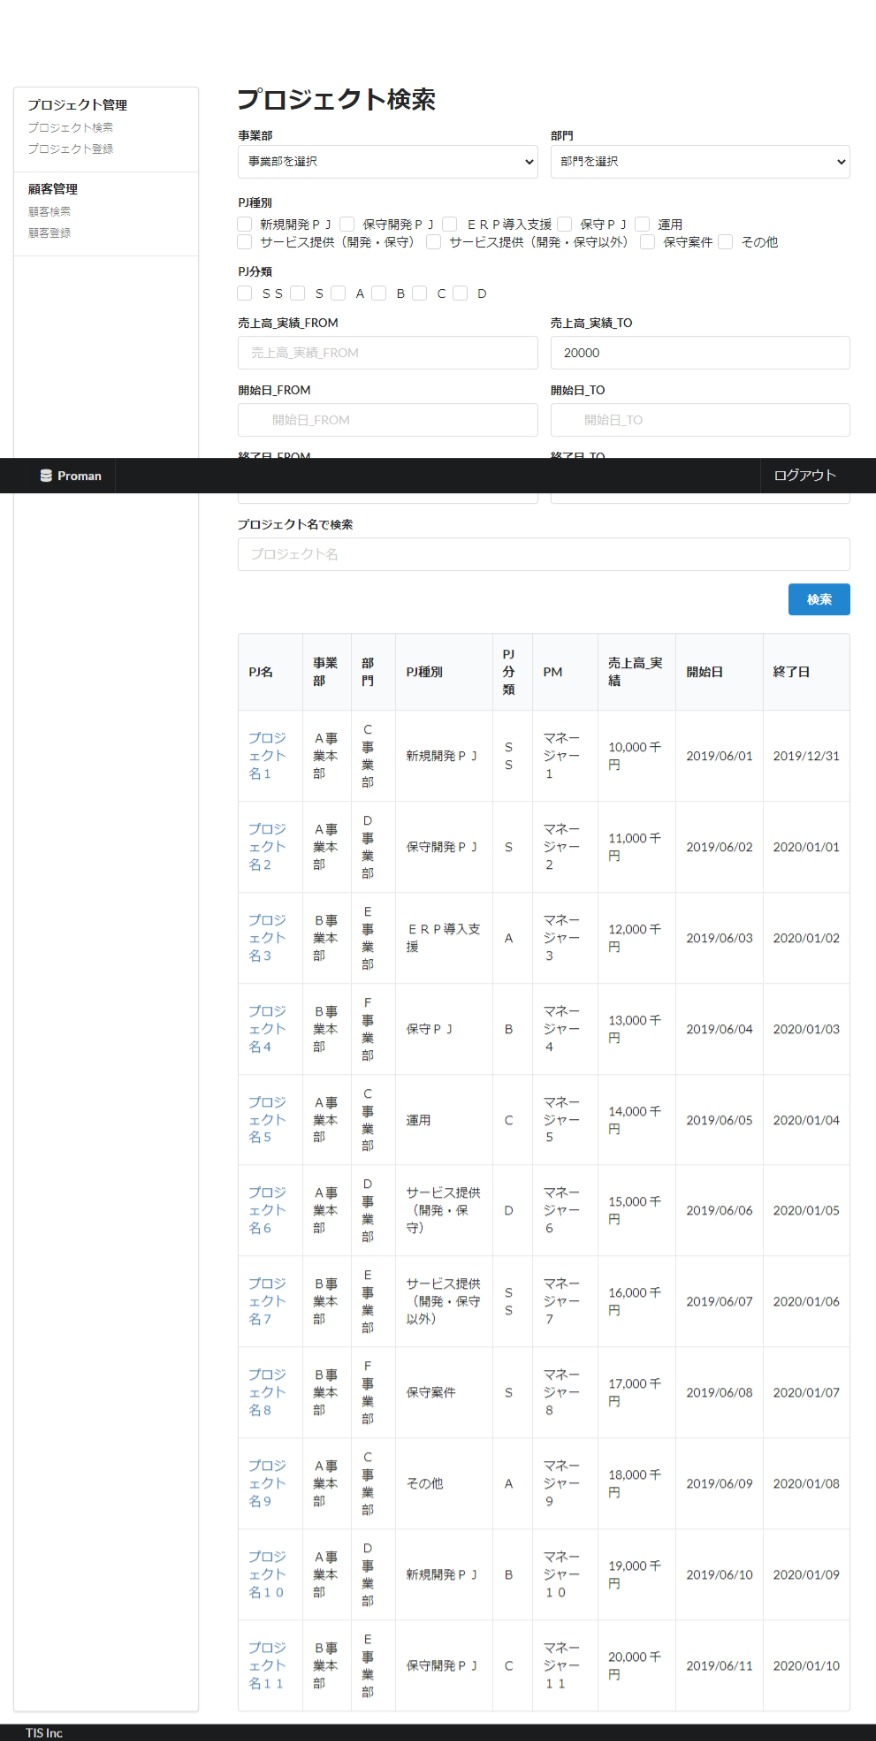 プロジェクト管理
プロジェクト検索
プロジェクト登録
顧客管理
顧客検索
顧客登録
プロジェクト検索
事業部 部門
事業部を選択 部門を選択
PJ種別
新規開発ＰＪ 保守開発ＰＪ ＥＲＰ導入支援 保守ＰＪ 運用
サービス提供（開発・保守） サービス提供（開発・保守以外） 保守案件 その他
PJ分類
ＳＳ Ｓ Ａ Ｂ Ｃ Ｄ
売上高_実績_FROM 売上高_実績_TO
売上高_実績_FROM 20000
開始日_FROM 開始日_TO
開始日_FROM 開始日_TO
終了日_FROM 終了日_TO
Proman ログアウト
プロジェクト名で検索
プロジェクト名
検索
PJ名 事業部 部門 PJ種別 PJ分類 PM 売上高_実績 開始日 終了日
プロジェクト名１ Ａ事業本部 Ｃ事業部 新規開発ＰＪ ＳＳ マネージャー１ 10,000千円 2019/06/01 2019/12/31
プロジェクト名２ Ａ事業本部 Ｄ事業部 保守開発ＰＪ Ｓ マネージャー２ 11,000千円 2019/06/02 2020/01/01
プロジェクト名３ Ｂ事業本部 Ｅ事業部 ＥＲＰ導入支援 Ａ マネージャー３ 12,000千円 2019/06/03 2020/01/02
プロジェクト名４ Ｂ事業本部 Ｆ事業部 保守ＰＪ Ｂ マネージャー４ 13,000千円 2019/06/04 2020/01/03
プロジェクト名５ Ａ事業本部 Ｃ事業部 運用 Ｃ マネージャー５ 14,000千円 2019/06/05 2020/01/04
プロジェクト名６ Ａ事業本部 Ｄ事業部 サービス提供（開発・保守） Ｄ マネージャー６ 15,000千円 2019/06/06 2020/01/05
プロジェクト名７ Ｂ事業本部 Ｅ事業部 サービス提供（開発・保守以外） ＳＳ マネージャー７ 16,000千円 2019/06/07 2020/01/06
プロジェクト名８ Ｂ事業本部 Ｆ事業部 保守案件 Ｓ マネージャー８ 17,000千円 2019/06/08 2020/01/07
プロジェクト名９ Ａ事業本部 Ｃ事業部 その他 Ａ マネージャー９ 18,000千円 2019/06/09 2020/01/08
プロジェクト名１０ Ａ事業本部 Ｄ事業部 新規開発ＰＪ Ｂ マネージャー１０ 19,000千円 2019/06/10 2020/01/09
プロジェクト名１１ Ｂ事業本部 Ｅ事業部 保守開発ＰＪ Ｃ マネージャー１１ 20,000千円 2019/06/11 2020/01/10
TIS Inc